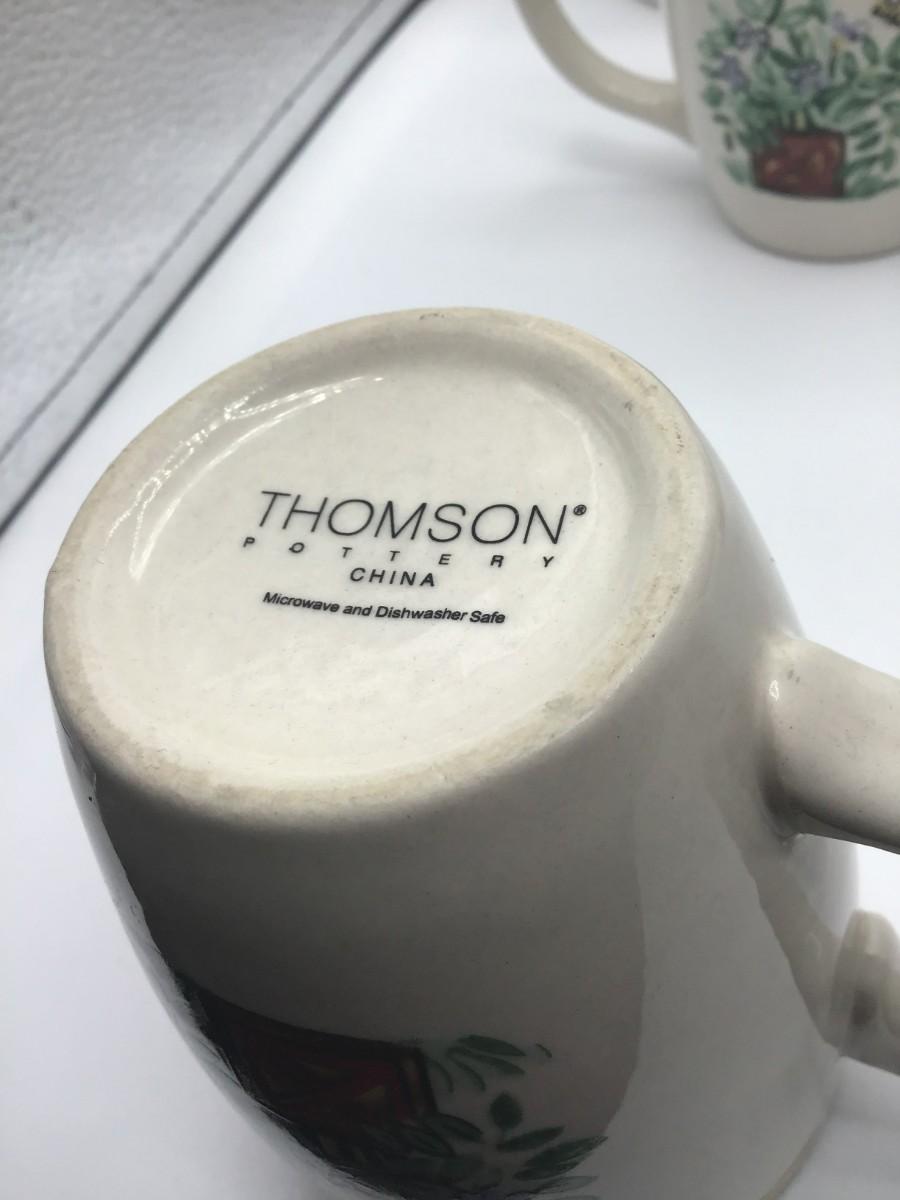 THOMSON®
POTTERY
CHINA
Microwave and Dishwasher Safe